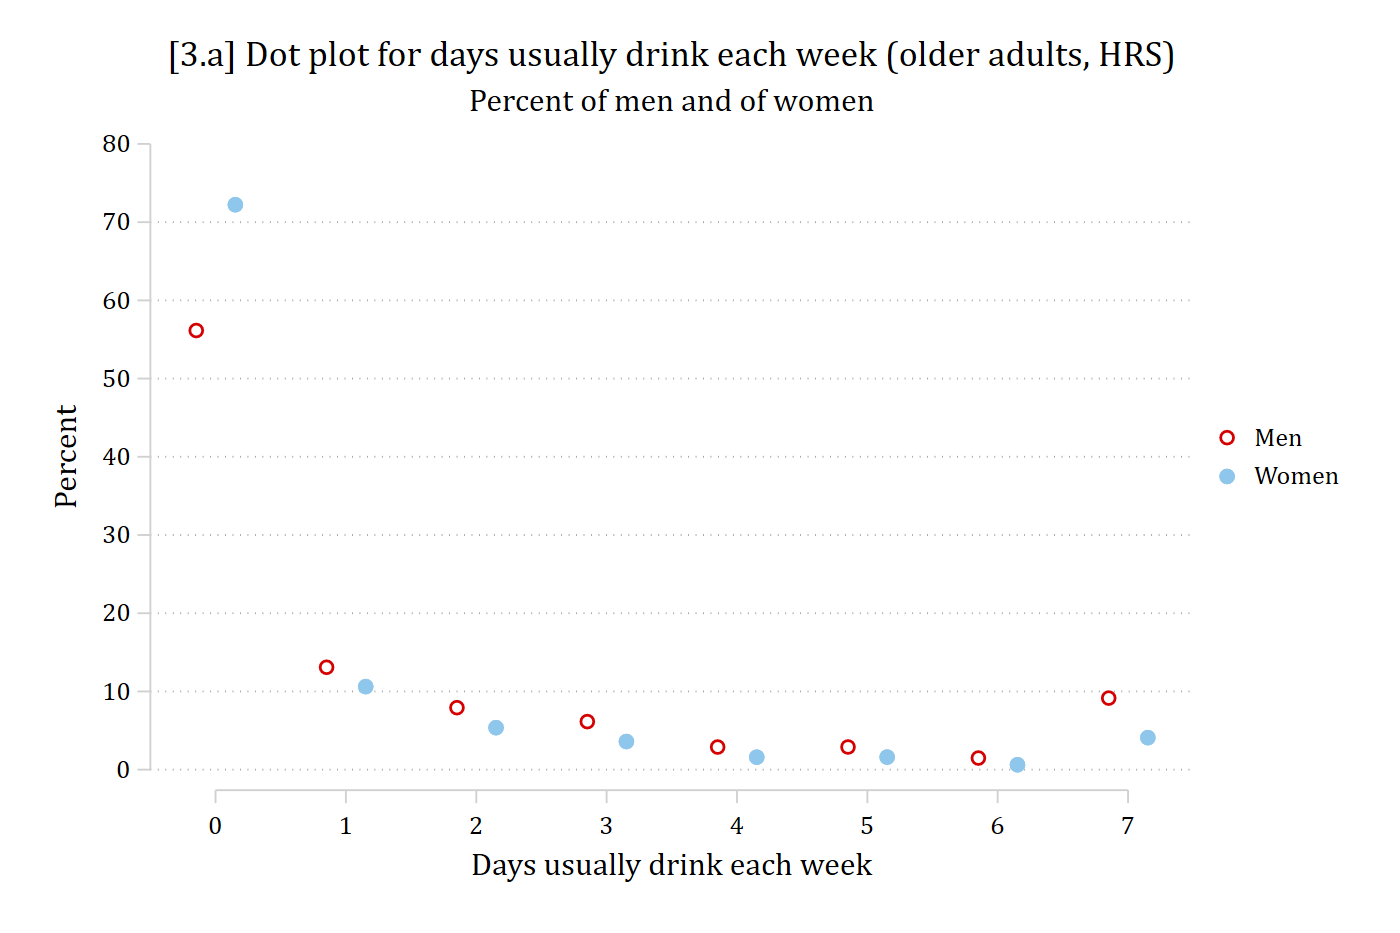 [3.a] Dot plot for days usually drink each week (older adults, HRS)
Percent of men and of women
80
70
60
50
40
30
20
10
0
Percent
0 1 2 3 4 5 6 7
Days usually drink each week
Men
Women